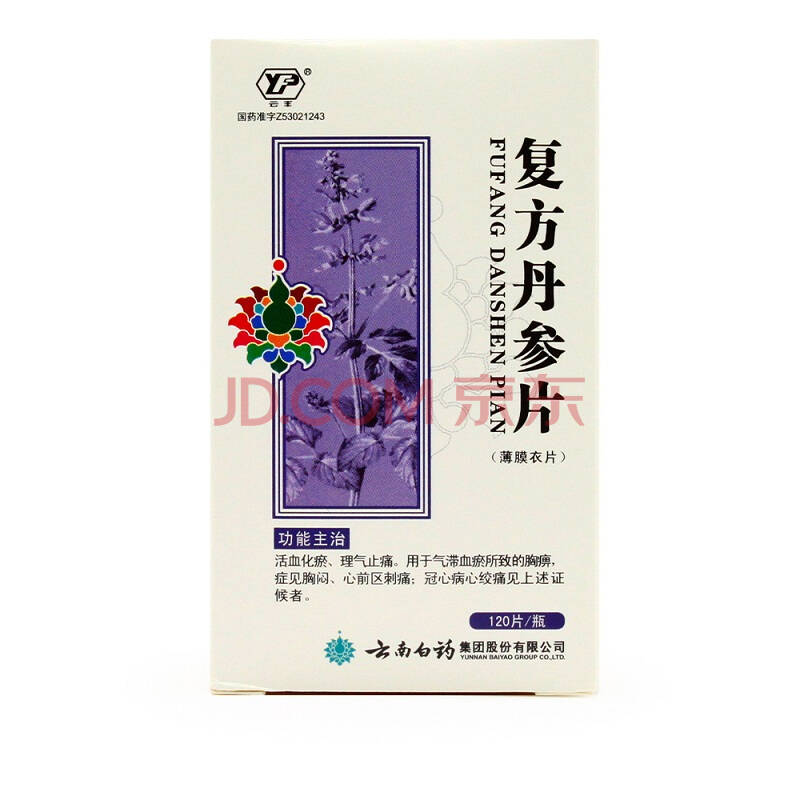 YP®
云丰
国药准字Z53021243
复方丹参片
FUFANG DANSHEN PIAN
（薄膜衣片）
JD.COM 京东
功能主治
活血化瘀、理气止痛。用于气滞血瘀所致的胸痹，
症见胸闷、心前区刺痛；冠心病心绞痛见上述证
候者。
120片/瓶
云南白药 集团股份有限公司
YUNNAN BAIYAO GROUP CO.,LTD.